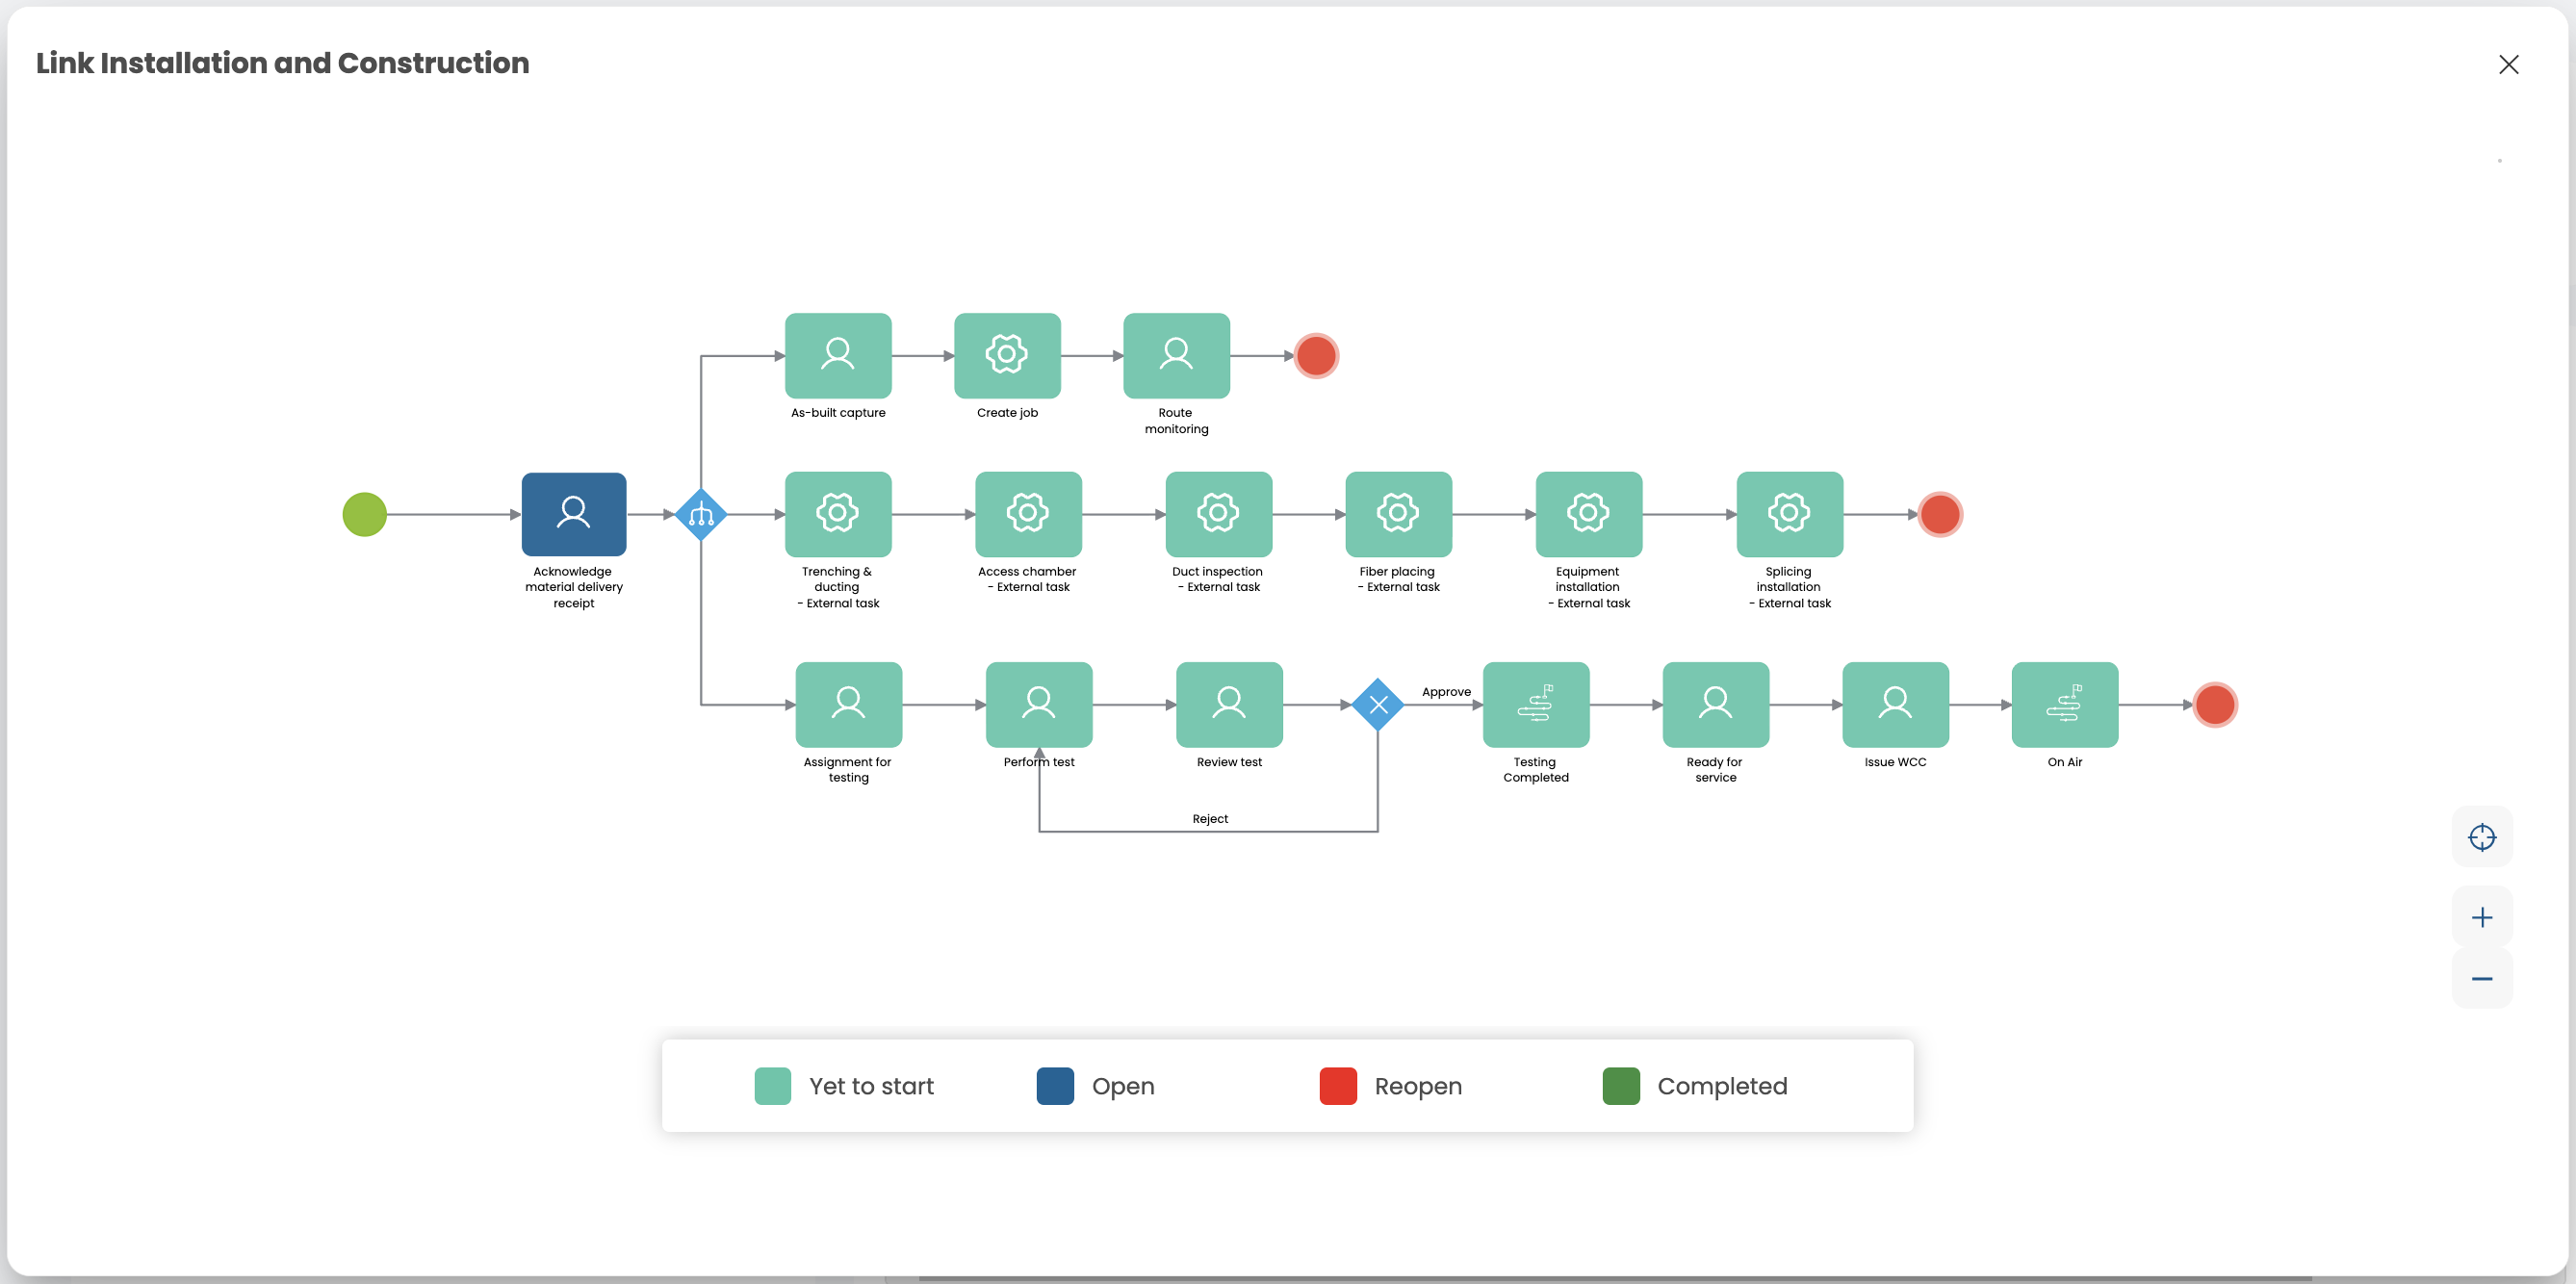 Link Installation and Construction
As-built capture
Create job
Route
monitoring
Acknowledge
material delivery
receipt
Trenching &
ducting
- External task
Access chamber
- External task
Duct inspection
- External task
Fiber placing
- External task
Equipment
installation
- External task
Splicing
installation
- External task
Approve
Assignment for
testing
Perform test
Review test
Testing
Completed
Ready for
service
Issue WCC
On Air
Reject
Yet to start
Open
Reopen
Completed